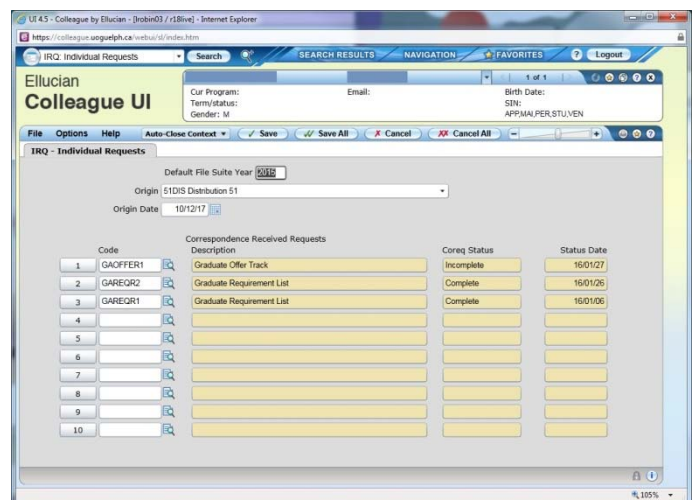 UI 4.5 - Colleague by Ellucian - [lrobin03 / r18live] - Internet Explorer
https://colleague.uoguelph.ca/webui/sl/index.htm
IRQ: Individual Requests Search SEARCH RESULTS NAVIGATION FAVORITES ? Logout
Ellucian
Colleague UI
1 of 1
Cur Program: Email: Birth Date:
Term/status: SIN:
Gender: M APP,MAI,PER,STU,VEN
File Options Help Auto-Close Context Save Save All Cancel Cancel All - +
IRQ - Individual Requests
Default File Suite Year 2015
Origin 51DIS Distribution 51
Origin Date 10/12/17
Correspondence Received Requests
Code Description Coreq Status Status Date
1 GAOFFER1 Graduate Offer Track Incomplete 16/01/27
2 GAREQR2 Graduate Requirement List Complete 16/01/26
3 GAREQR1 Graduate Requirement List Complete 16/01/06
4
5
6
7
8
9
10
105%